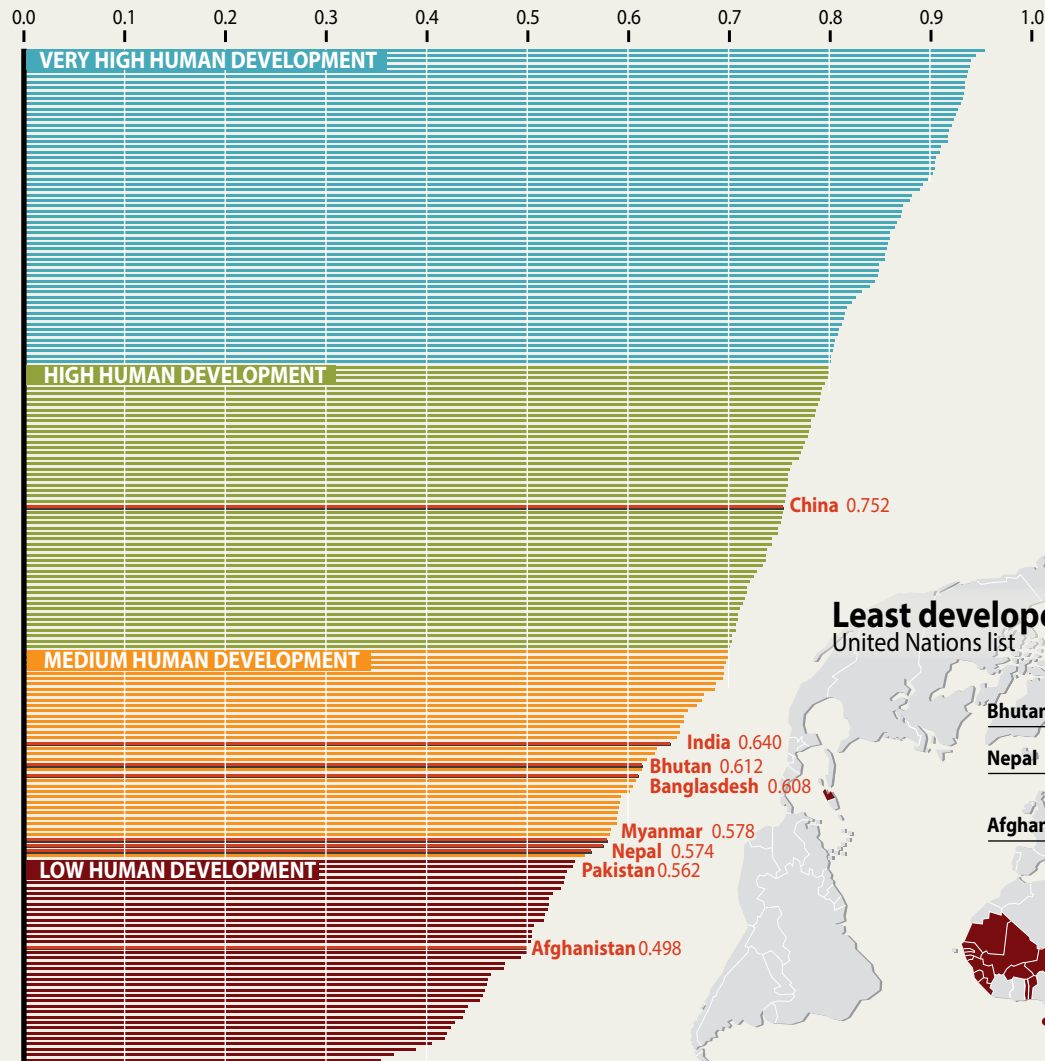 0.0 0.1 0.2 0.3 0.4 0.5 0.6 0.7 0.8 0.9 1.0
VERY HIGH HUMAN DEVELOPMENT
HIGH HUMAN DEVELOPMENT
China 0.752
Least develope
United Nations list
MEDIUM HUMAN DEVELOPMENT
Bhutan
India 0.640
Nepal
Bhutan 0.612
Banglasdesh 0.608
Afghan
Myanmar 0.578
Nepal 0.574
LOW HUMAN DEVELOPMENT
Pakistan 0.562
Afghanistan 0.498